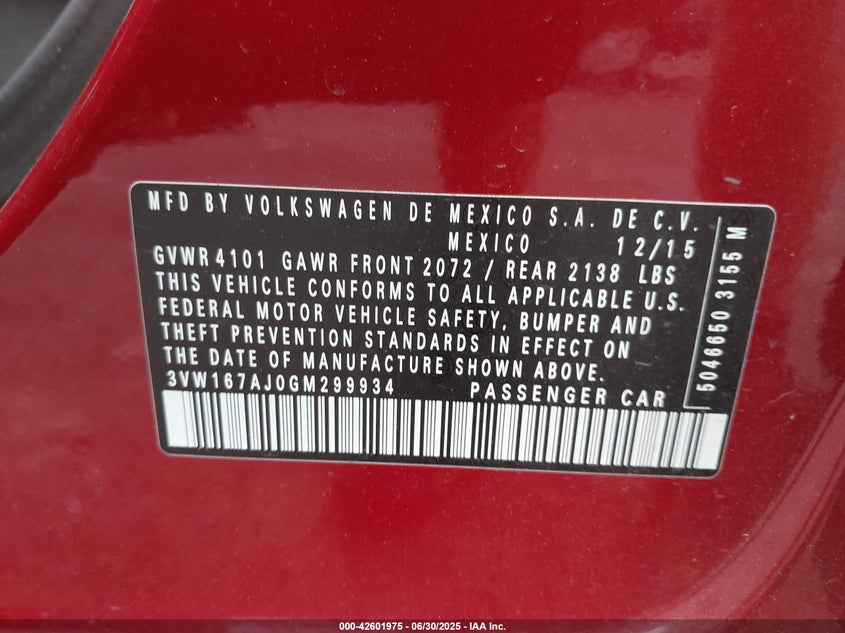 MFD BY VOLKSWAGEN DE MEXICO S.A. DE C.V.
MEXICO 12/15
GVWR 4101 GAWR FRONT 2072 / REAR 2138 LBS
THIS VEHICLE CONFORMS TO ALL APPLICABLE U.S.
FEDERAL MOTOR VEHICLE SAFETY, BUMPER AND
THEFT PREVENTION STANDARDS IN EFFECT ON
THE DATE OF MANUFACTURE SHOWN ABOVE.
3VW167AJ0GM299934 PASSENGER CAR
5046650 3155 M
000-42601975 - 06/30/2025 - IAA Inc.